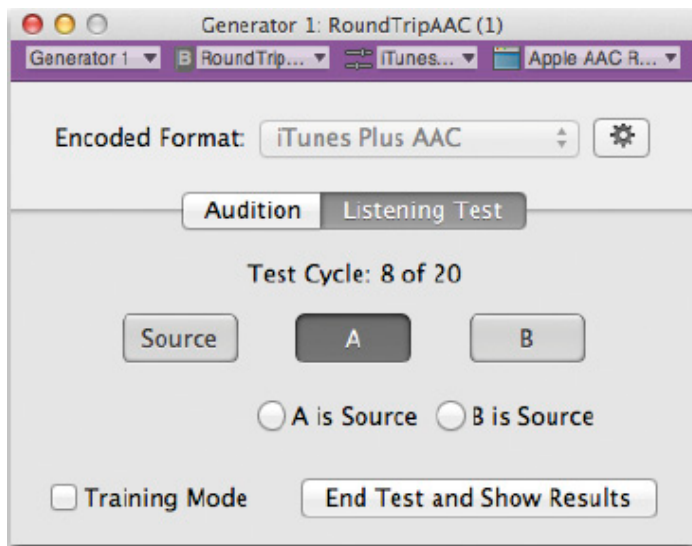 Generator 1: RoundTripAAC (1)
Generator 1 B RoundTrip... iTunes... Apple AAC R...
Encoded Format: iTunes Plus AAC
Audition Listening Test
Test Cycle: 8 of 20
Source A B
A is Source B is Source
Training Mode End Test and Show Results